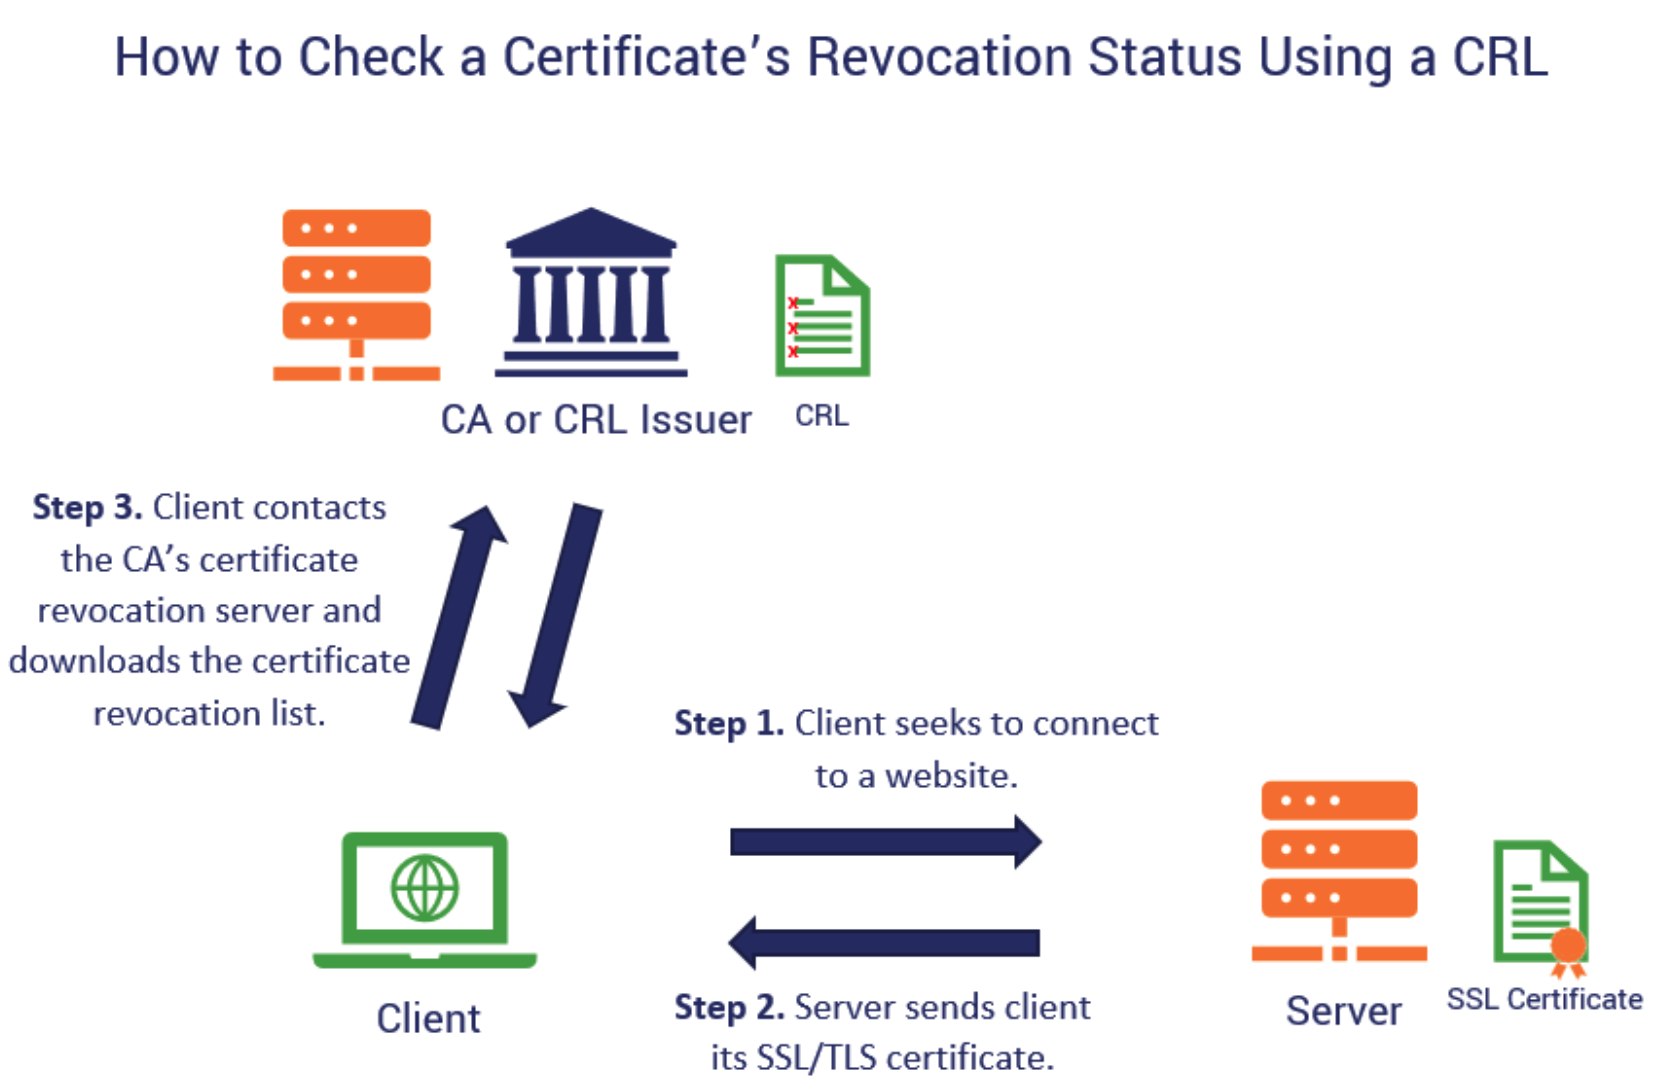 How to Check a Certificate’s Revocation Status Using a CRL
CA or CRL Issuer
CRL
Step 3. Client contacts
the CA’s certificate
revocation server and
downloads the certificate
revocation list.
Step 1. Client seeks to connect
to a website.
Client
Step 2. Server sends client
its SSL/TLS certificate.
Server
SSL Certificate